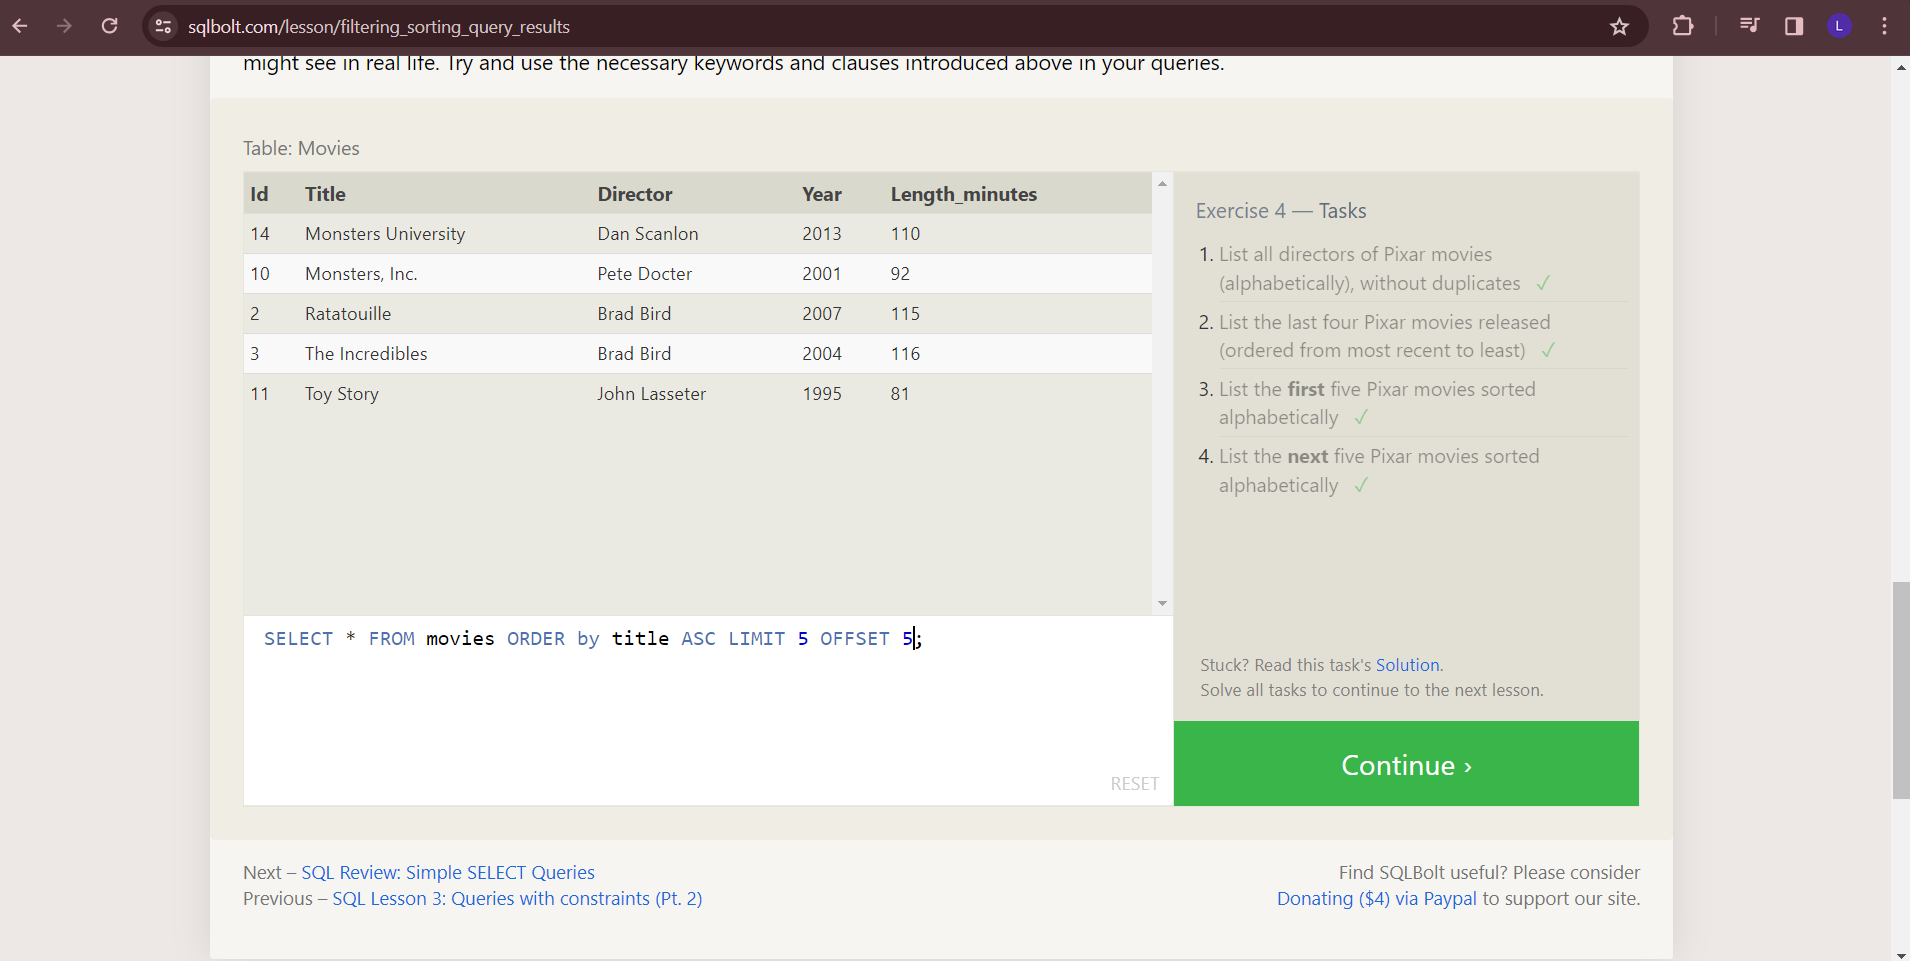 sqlbolt.com/lesson/filtering_sorting_query_results
L
might see in real life. Try and use the necessary keywords and clauses introduced above in your queries.
Table: Movies
Id Title Director Year Length_minutes
14 Monsters University Dan Scanlon 2013 110
10 Monsters, Inc. Pete Docter 2001 92
2 Ratatouille Brad Bird 2007 115
3 The Incredibles Brad Bird 2004 116
11 Toy Story John Lasseter 1995 81
SELECT * FROM movies ORDER by title ASC LIMIT 5 OFFSET 5;
RESET
Exercise 4 — Tasks
1. List all directors of Pixar movies
(alphabetically), without duplicates ✓
2. List the last four Pixar movies released
(ordered from most recent to least) ✓
3. List the first five Pixar movies sorted
alphabetically ✓
4. List the next five Pixar movies sorted
alphabetically ✓
Stuck? Read this task's Solution.
Solve all tasks to continue to the next lesson.
Continue ›
Next – SQL Review: Simple SELECT Queries
Previous – SQL Lesson 3: Queries with constraints (Pt. 2)
Find SQLBolt useful? Please consider
Donating ($4) via Paypal to support our site.